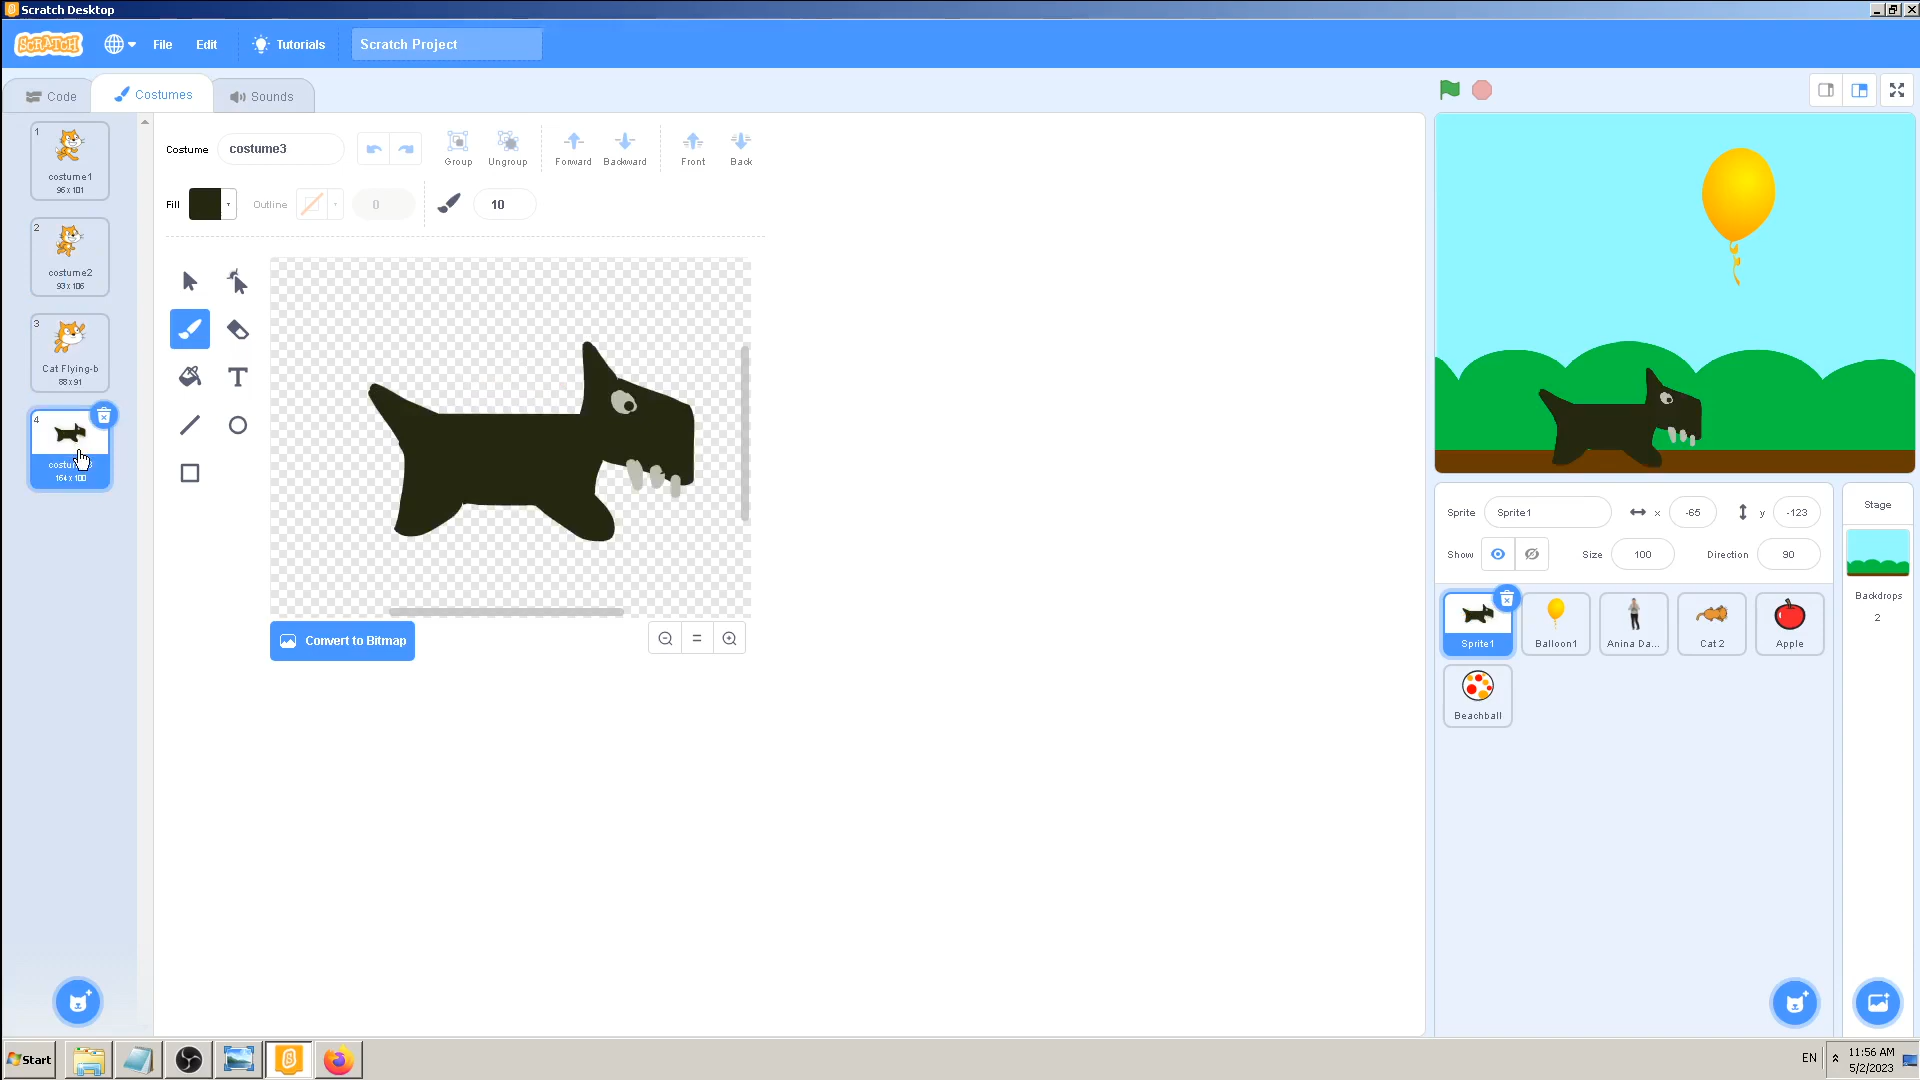 Scratch Desktop
SCRATCH
File
Edit
Tutorials
Scratch Project
Code
Costumes
Sounds
1
costume1
96 x 101
2
costume2
93 x 106
3
Cat Flying-b
88 x 91
4
164 x 100
Costume
costume3
Group
Ungroup
Forward
Backward
Front
Back
Fill
Outline
0
10
T
Convert to Bitmap
Sprite
Sprite1
x
-65
y
-123
Show
Size
100
Direction
90
Sprite1
Balloon1
Anina Da...
Cat 2
Apple
Beachball
Stage
Backdrops
2
Start
EN
11:56 AM
5/2/2023